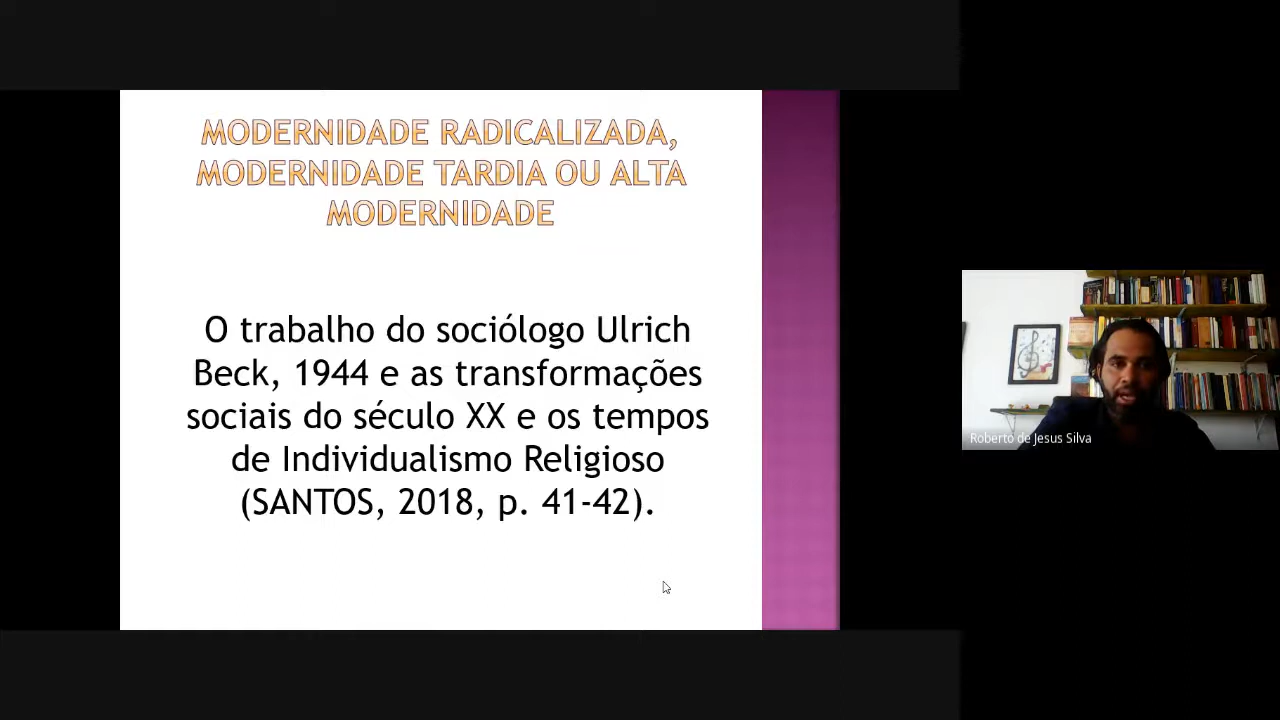 MODERNIDADE RADICALIZADA,
MODERNIDADE TARDIA OU ALTA
MODERNIDADE
O trabalho do sociólogo Ulrich
Beck, 1944 e as transformações
sociais do século XX e os tempos
de Individualismo Religioso
(SANTOS, 2018, p. 41-42).
Roberto de Jesus Silva